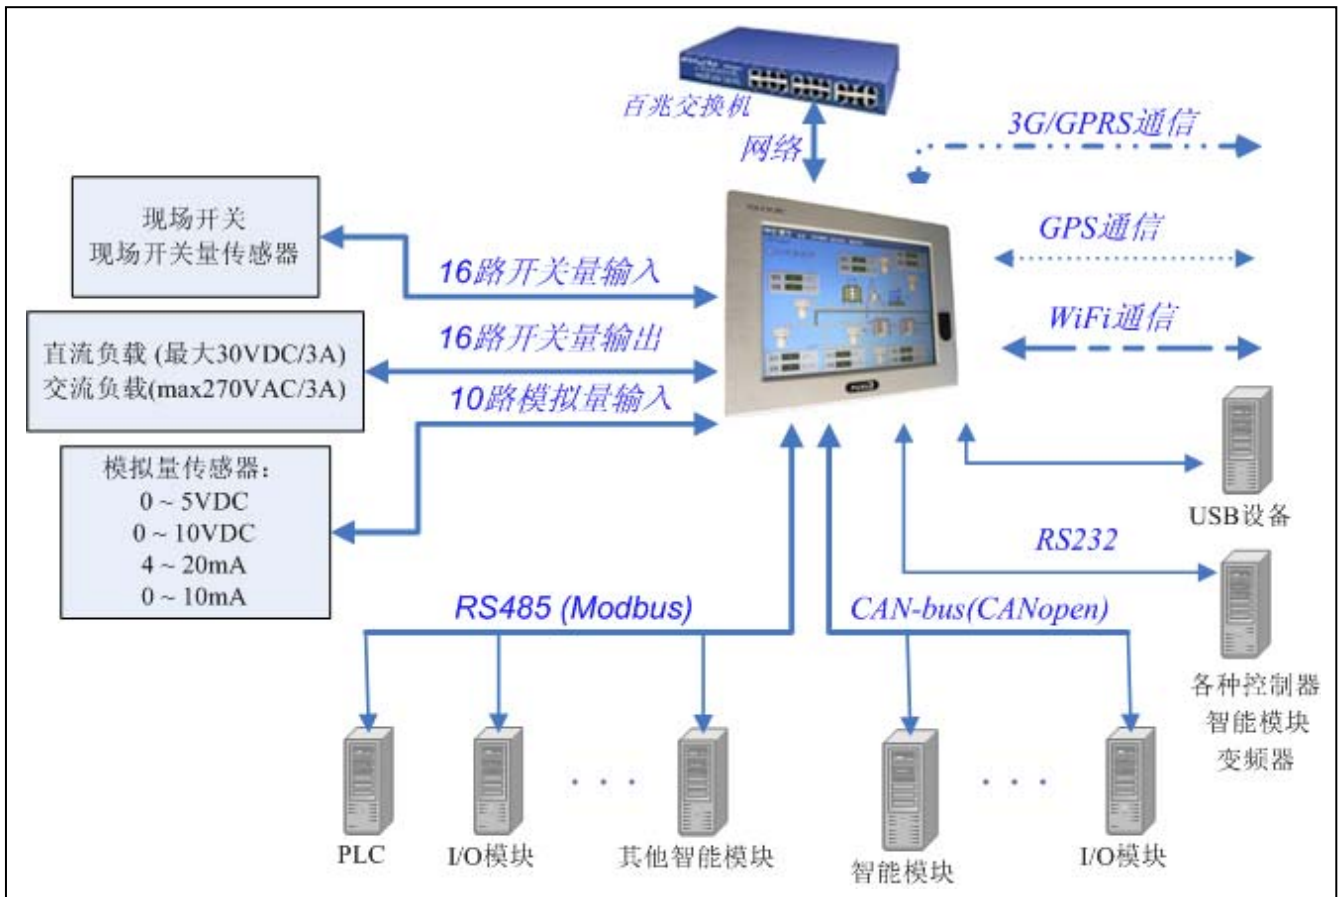 百兆交换机
网络
3G/GPRS通信
GPS通信
WiFi通信
现场开关
现场开关量传感器
16路开关量输入
直流负载 (最大30VDC/3A)
交流负载(max270VAC/3A)
16路开关量输出
10路模拟量输入
模拟量传感器:
0 ~ 5VDC
0 ~ 10VDC
4 ~ 20mA
0 ~ 10mA
USB设备
RS232
RS485 (Modbus)
CAN-bus(CANopen)
各种控制器
智能模块
变频器
PLC
I/O模块
· · ·
其他智能模块
智能模块
· · ·
I/O模块